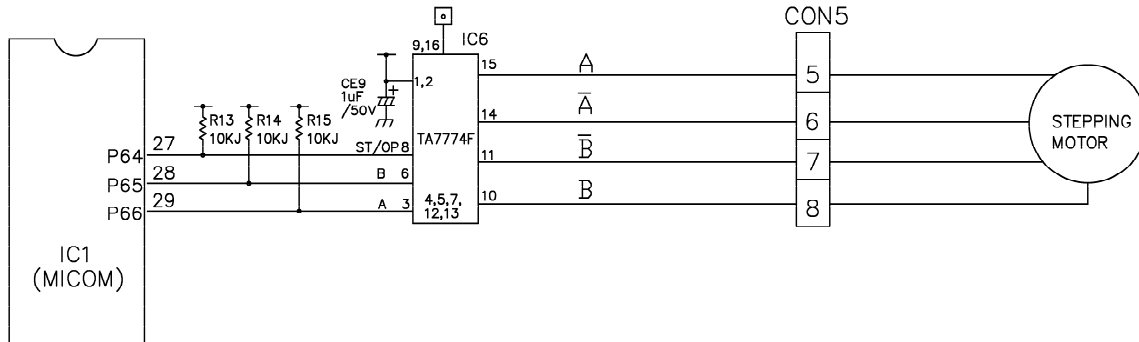 CON5
9,16
IC6
15
A
5
1,2
CE9
1uF
/50V
+
14
A̅
6
R13
10KJ
R14
10KJ
R15
10KJ
TA7774F
STEPPING
MOTOR
P64
27
ST/OP
8
11
B̅
7
P65
28
B
6
10
B
8
P66
29
A
3
4,5,7,
12,13
IC1
(MICOM)